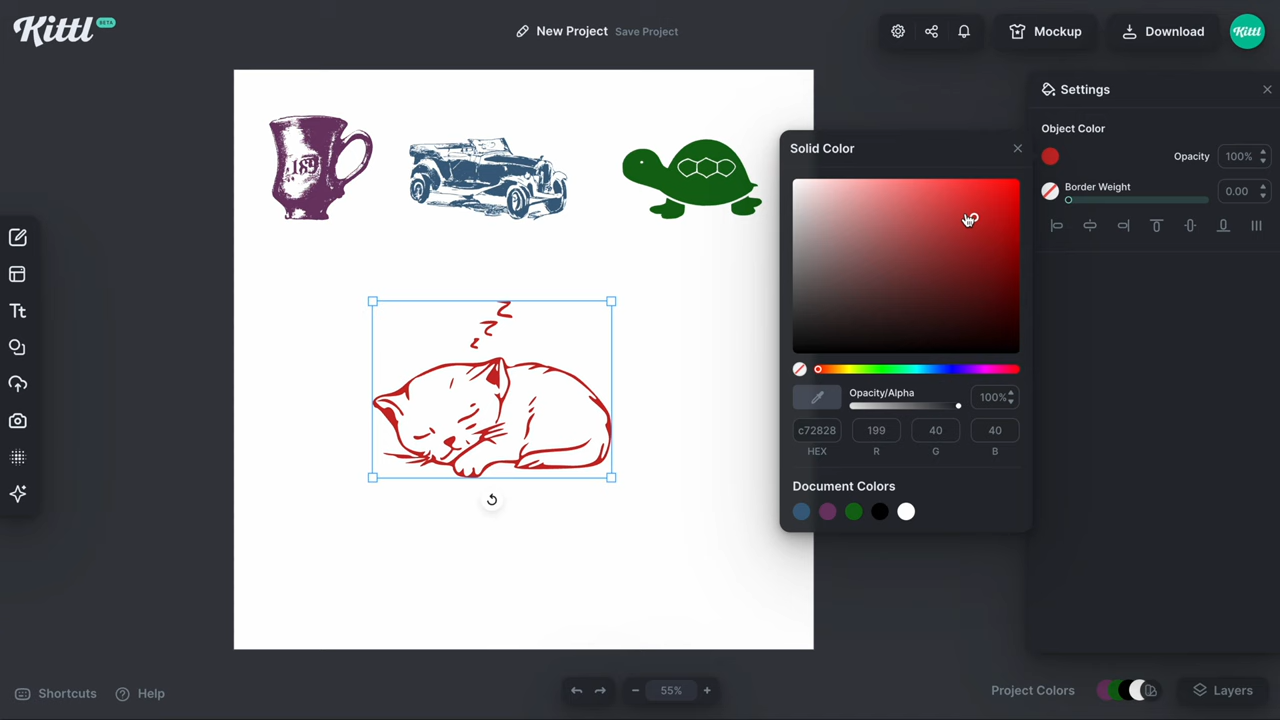 Kittl BETA
New Project Save Project
Mockup
Download
Kittl
Settings
Object Color
Opacity 100%
Border Weight 0.00
Solid Color
Opacity/Alpha 100%
c72828 199 40 40
HEX R G B
Document Colors
189
z
z
z
Shortcuts
Help
55%
Project Colors
Layers
Tt